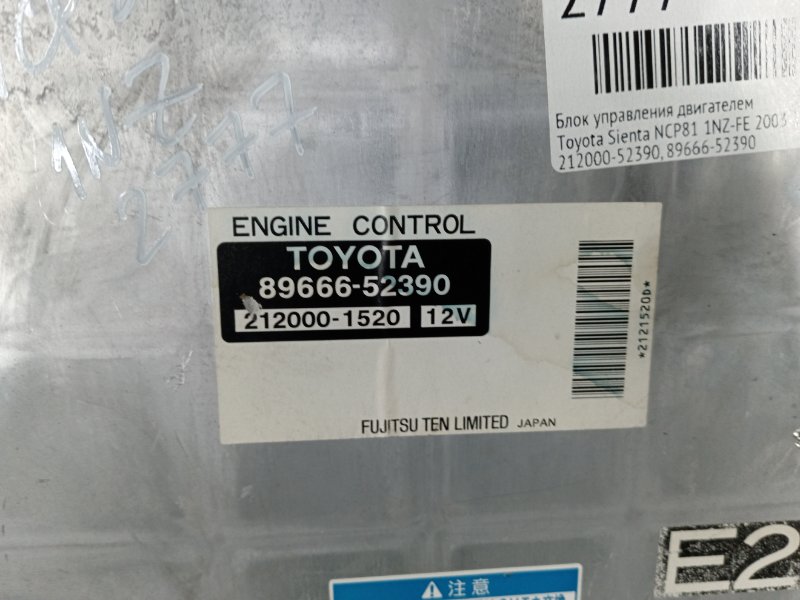 2777
Блок управления двигателем
Toyota Sienta NCP81 1NZ-FE 2003
212000-52390, 89666-52390
1NZ
2777
ENGINE CONTROL
TOYOTA
89666-52390
212000-1520 12V
*2121520b*
FUJITSU TEN LIMITED JAPAN
E2
注意